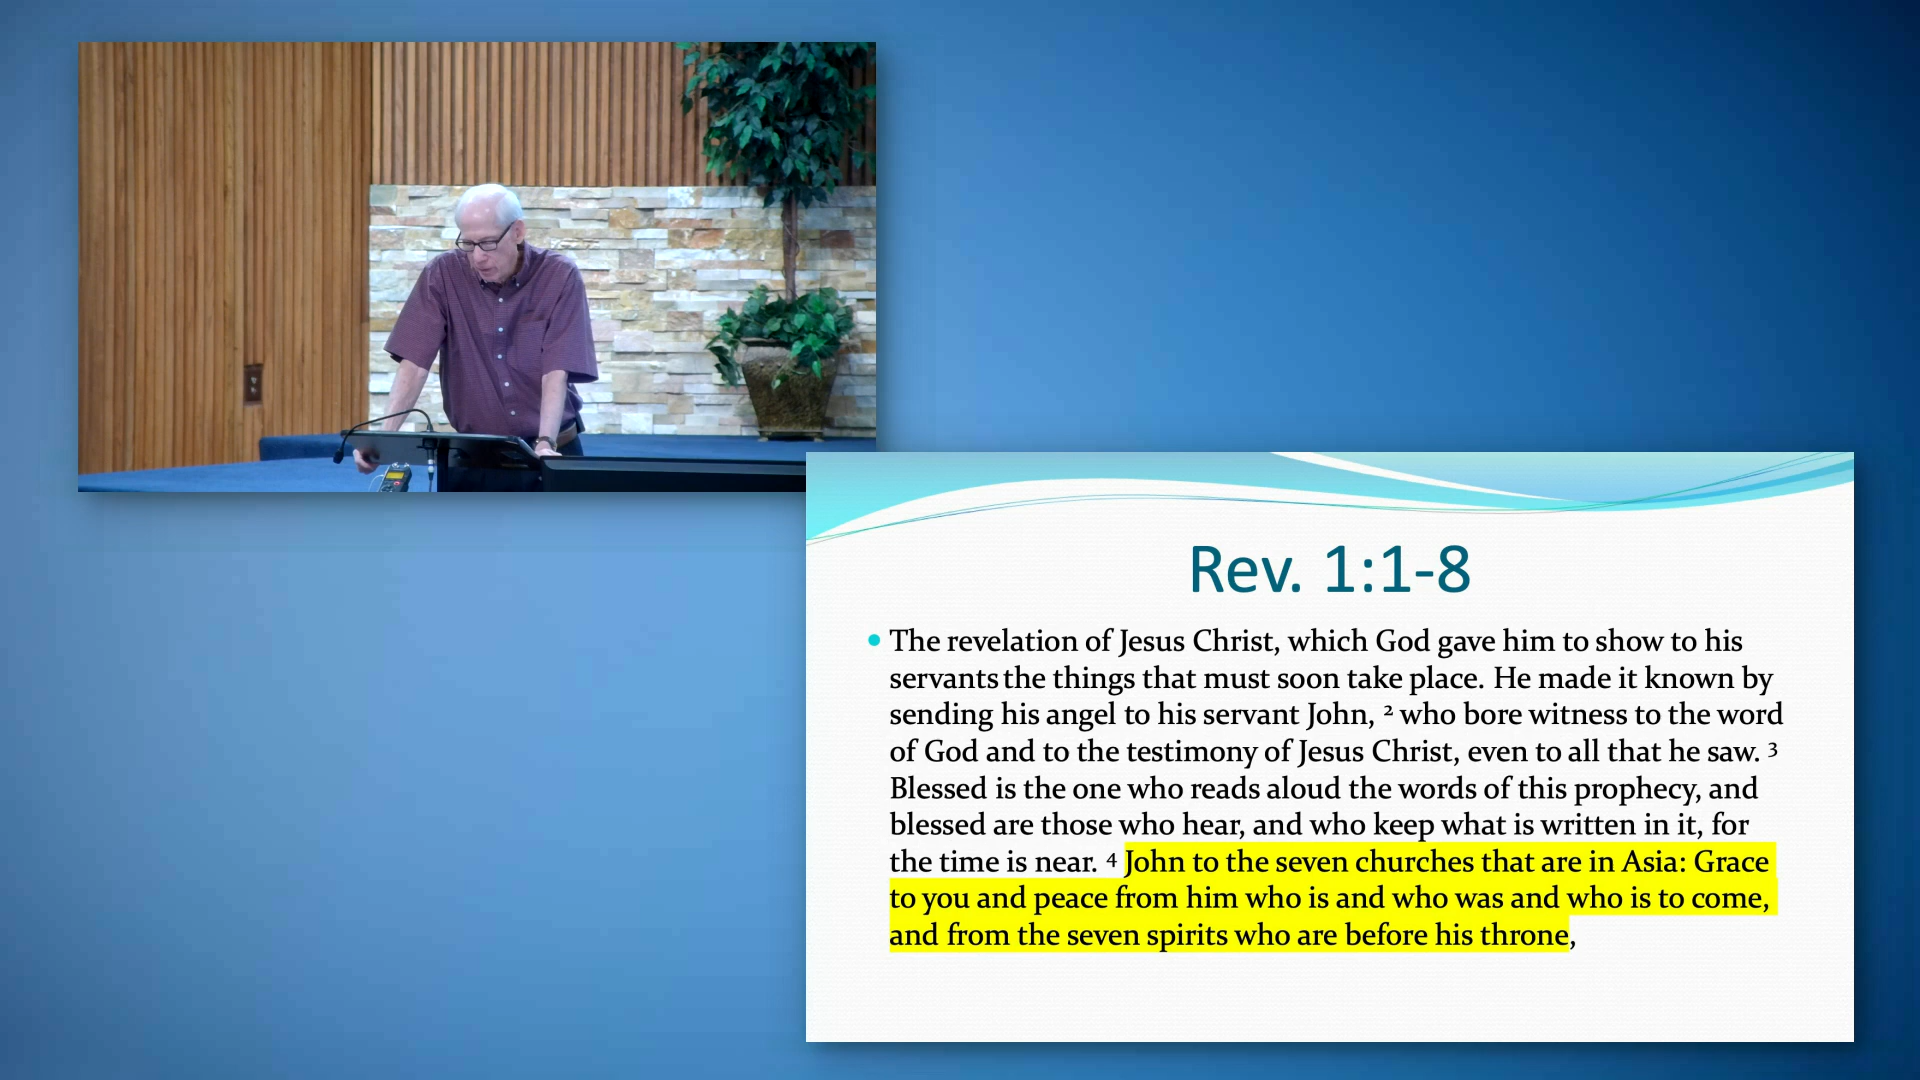 Rev. 1:1-8
• The revelation of Jesus Christ, which God gave him to show to his
servants the things that must soon take place. He made it known by
sending his angel to his servant John, ² who bore witness to the word
of God and to the testimony of Jesus Christ, even to all that he saw. ³
Blessed is the one who reads aloud the words of this prophecy, and
blessed are those who hear, and who keep what is written in it, for
the time is near. ⁴ John to the seven churches that are in Asia: Grace
to you and peace from him who is and who was and who is to come,
and from the seven spirits who are before his throne,